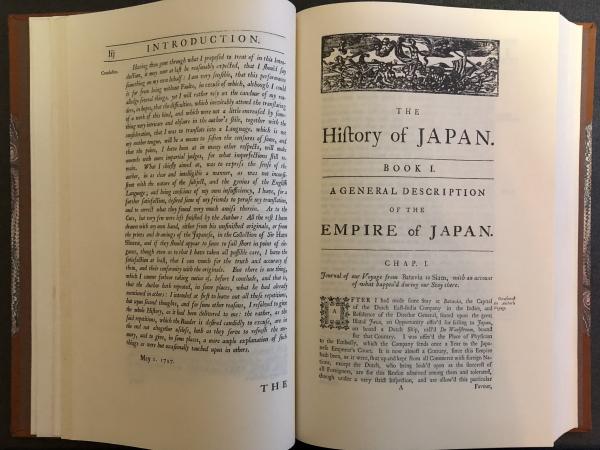 lij INTRODUCTION.
Conclusion.
Having thus gone through what I proposed to treat of in this Intro-
duction, it may now at last be reasonably expected, that I should say
something on my own behalf: I am very sensible, that this performance
is far from being without Faults, in excuse of which, although I could
alledge several things, yet I will rather rely on the candour of my rea-
ders, in hopes, that the difficulties, which inevitably attend the translating
of a work of this kind, and which were not a little increased by some-
thing very intricate and obscure in the author's stile, together with the
consideration, that I was to translate into a Language, which is not
my mother tongue, will be a means to soften the censures of some, and
that the pains, I have been at in many other respects, will make
amends with more impartial judges, for what imperfections still re-
main. What I chiefly aimed at, was to express the sense of the
author, in as clear and intelligible a manner, as was not incon-
sistent with the nature of the subject, and the genius of the English
Language; and being conscious of my own insufficiency, I have, for a
further satisfaction, desired some of my friends to peruse my translation,
and to correct what they found very much amiss therein. As to the
Cuts, but very few were left finished by the Author: All the rest I have
drawn with my own hand, either from his unfinished originals, or from
the prints and drawings of the Japanese, in the Collection of Sir Hans
Sloane, and if they should appear to some to fall short in point of ele-
gance, though even as to that I have taken all possible care, I have the
satisfaction at least, that I can vouch for the truth and accuracy of
them, and their conformity with the originals. But there is one thing,
which I cannot forbear taking notice of, before I conclude, and that is,
that the Author hath repeated, in some places, what he had already
mentioned in others: I intended at first to leave out all these repetitions,
but upon second thoughts, and for some other reasons, I resolved to give
the whole History, as it had been delivered to me: the rather, as the
said repetitions, which the Reader is desired candidly to excuse, are in
the end not altogether useless, both as they serve to refresh the me-
mory, and to give, in some places, a more ample explanation of such
things as were but occasionally touched upon in others.
May 1. 1727.
THE
THE
Hiſtory of JAPAN.
BOOK I.
A GENERAL DESCRIPTION
OF THE
EMPIRE of JAPAN.
CHAP. I.
Journal of our Voyage from Batavia to Siam, with an account
of what happen'd during our Stay there.
AFTER I had made some Stay at Batavia, the Capital
of the Dutch East-India Company in the Indies, and
Residence of the Director General, seated upon the great
Island Java, an Opportunity offer'd for sailing to Japan,
on board a Dutch Ship, call'd De Waelstroom, bound
for that Country. I was offer'd the Place of Physician
to the Embassy, which the Company sends once a Year to the Japa-
nese Emperor's Court. It is now almost a Century, since this Empire
hath been, as it were, shut up and kept from all Commerce with foreign Na-
tions, except the Dutch, who being look'd upon as the sincerest of
all Foreigners, are for this Reason admitted among them and tolerated,
though under a very strict Inspection, and are allow'd this particular
A Favour,